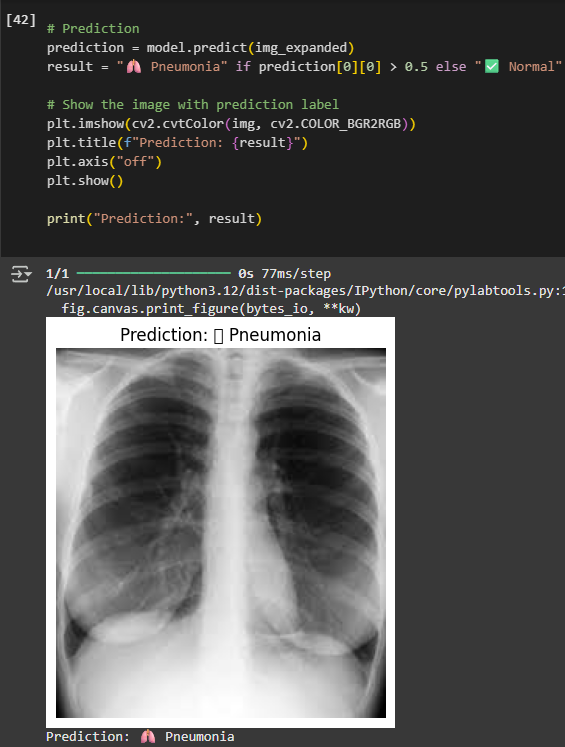 [42]
# Prediction
prediction = model.predict(img_expanded)
result = "🫁 Pneumonia" if prediction[0][0] > 0.5 else "✅ Normal"
# Show the image with prediction label
plt.imshow(cv2.cvtColor(img, cv2.COLOR_BGR2RGB))
plt.title(f"Prediction: {result}")
plt.axis("off")
plt.show()
print("Prediction:", result)
1/1 ━━━━━━━━━━━━━━━━━━━━ 0s 77ms/step
/usr/local/lib/python3.12/dist-packages/IPython/core/pylabtools.py:
fig.canvas.print_figure(bytes_io, **kw)
Prediction: ▯ Pneumonia
Prediction: 🫁 Pneumonia